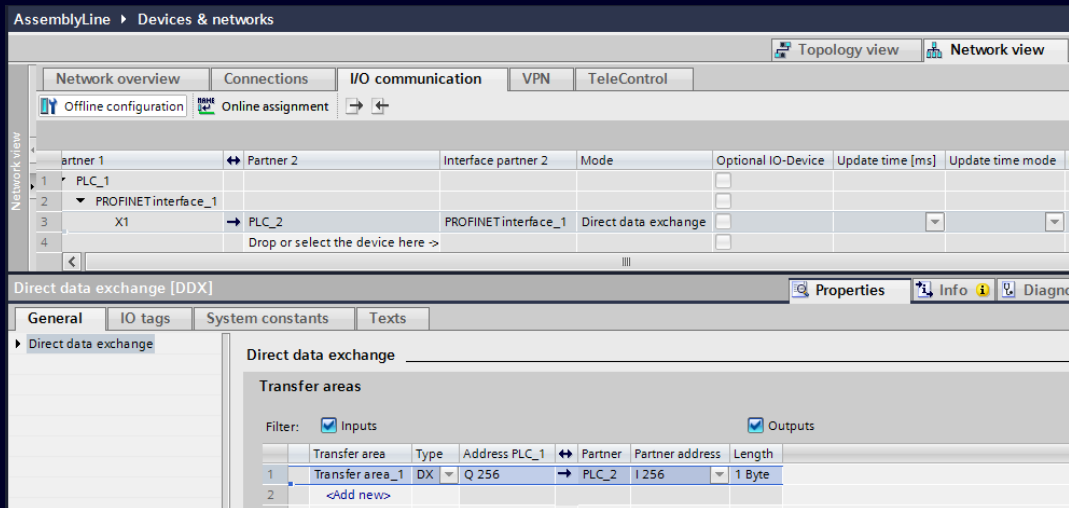 AssemblyLine ▸ Devices & networks
Topology view Network view
Network overview Connections I/O communication VPN TeleControl
Offline configuration NAME Online assignment
Network view
artner 1 Partner 2 Interface partner 2 Mode Optional IO-Device Update time [ms] Update time mode
1 PLC_1
2 PROFINET interface_1
3 X1 → PLC_2 PROFINET interface_1 Direct data exchange
4 Drop or select the device here ->
Direct data exchange [DDX] Properties Info Diagno
General IO tags System constants Texts
Direct data exchange
Direct data exchange
Transfer areas
Filter: Inputs Outputs
Transfer area Type Address PLC_1 ↔ Partner Partner address Length
1 Transfer area_1 DX Q 256 → PLC_2 I 256 1 Byte
2 <Add new>